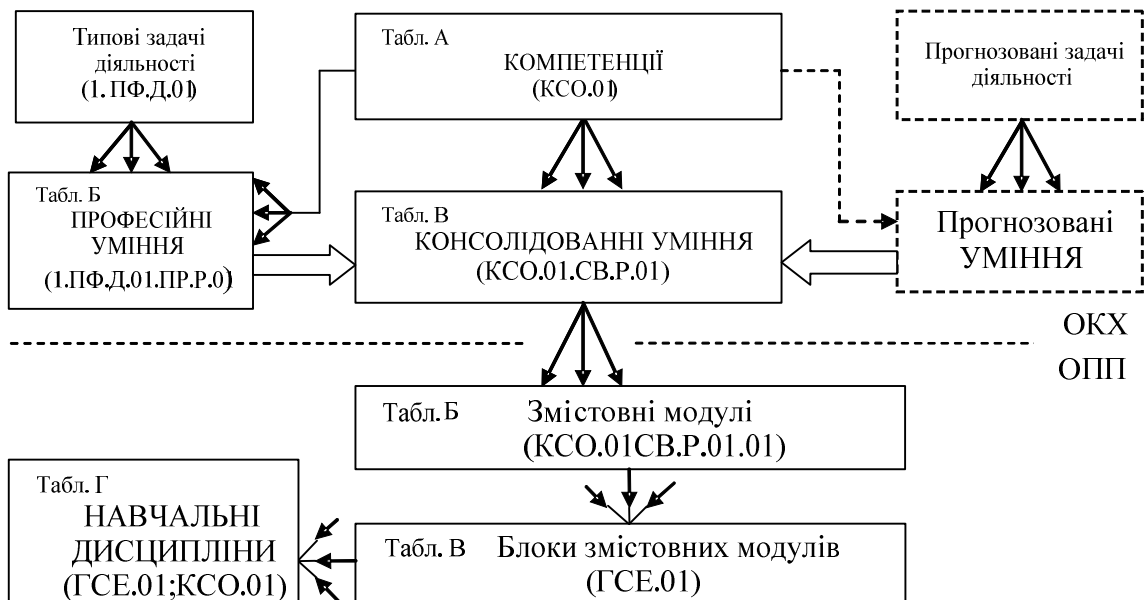 Типові задачі
діяльності
(1.ПФ.Д.01)
Табл. А
КОМПЕТЕНЦІЇ
(КСО.01)
Прогнозовані задачі
діяльності
Табл. Б
ПРОФЕСІЙНІ
УМІННЯ
(1.ПФ.Д.01.ПР.Р.01)
Табл. В
КОНСОЛІДОВАННІ УМІННЯ
(КСО.01.СВ.Р.01)
Прогнозовані
УМІННЯ
ОКХ
ОПП
Табл. Б
Змістовні модулі
(КСО.01СВ.Р.01.01)
Табл. Г
НАВЧАЛЬНІ
ДИСЦИПЛІНИ
(ГСЕ.01;КСО.01)
Табл. В
Блоки змістовних модулів
(ГСЕ.01)